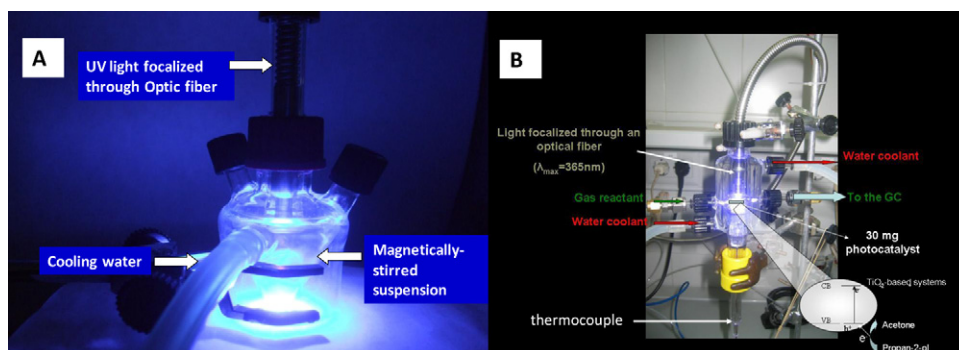 A
UV light focalized
through Optic fiber
Cooling water
Magnetically-
stirred
suspension
B
Light focalized through an
optical fiber
(λmax=365nm)
Water coolant
Gas reactant
To the GC
Water coolant
30 mg
photocatalyst
TiO₂-based systems
CB
VB
h⁺
e⁻
Acetone
Propan-2-ol
thermocouple